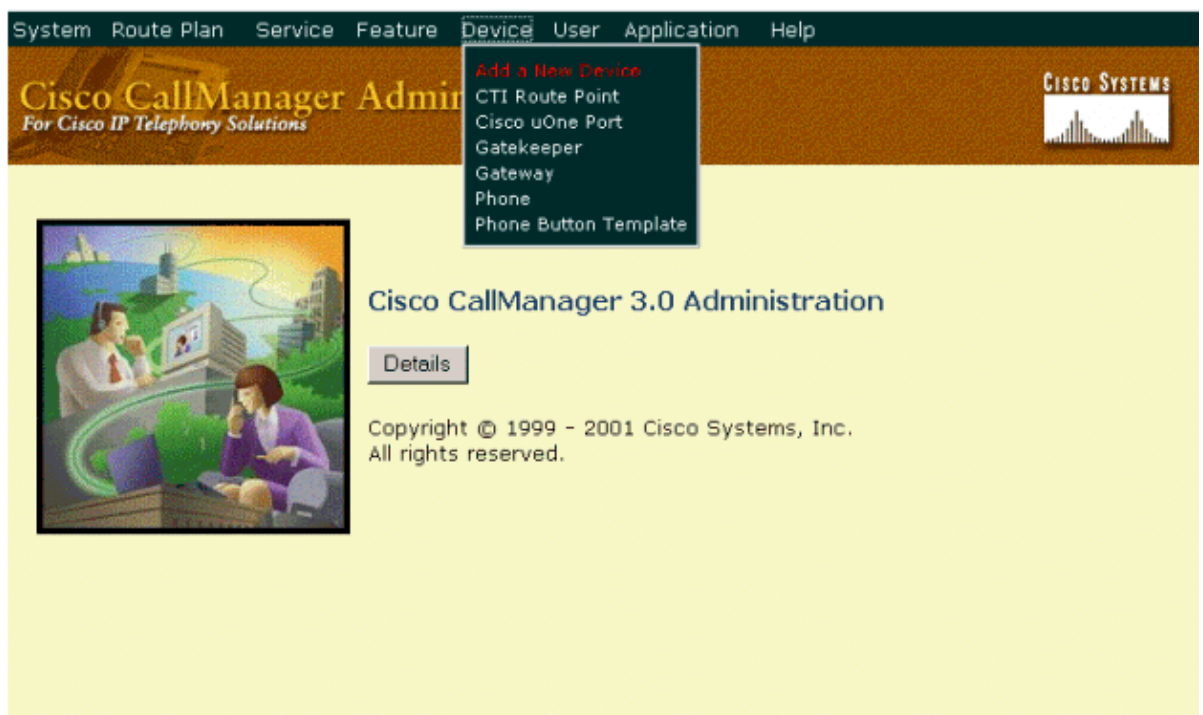 System Route Plan Service Feature Device User Application Help
Add a New Device
CTI Route Point
Cisco uOne Port
Gatekeeper
Gateway
Phone
Phone Button Template
Cisco CallManager Admin
For Cisco IP Telephony Solutions
CISCO SYSTEMS
Cisco CallManager 3.0 Administration
Details
Copyright © 1999 - 2001 Cisco Systems, Inc.
All rights reserved.